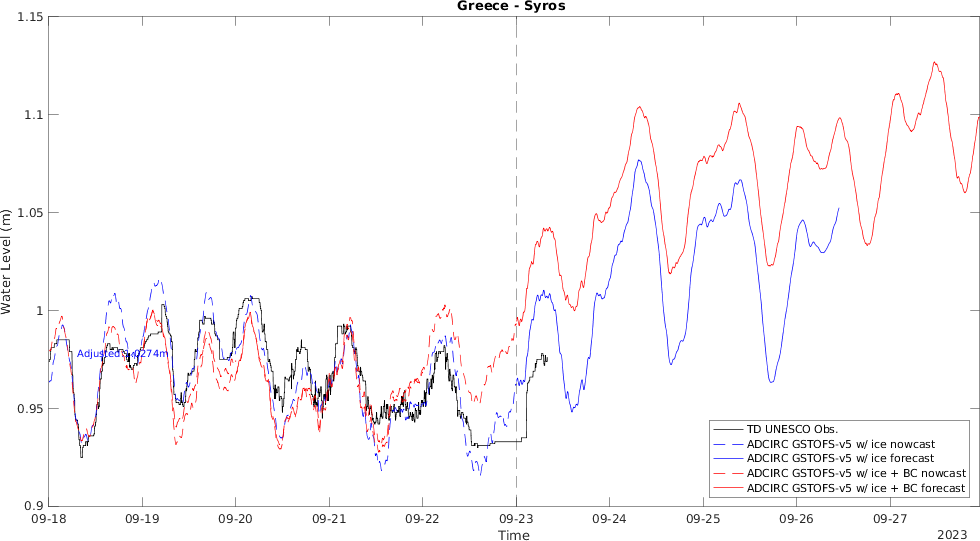 Greece - Syros
1.15
1.1
1.05
1
0.95
0.9
Water Level (m)
09-18
09-19
09-20
09-21
09-22
09-23
09-24
09-25
09-26
09-27
Time
2023
TD UNESCO Obs.
ADCIRC GSTOFS-v5 w/ ice nowcast
ADCIRC GSTOFS-v5 w/ ice forecast
ADCIRC GSTOFS-v5 w/ ice + BC nowcast
ADCIRC GSTOFS-v5 w/ ice + BC forecast